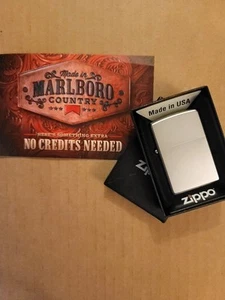 Made in
MARLBORO
COUNTRY
HERE'S SOMETHING EXTRA
NO CREDITS NEEDED
Made in USA
zippo
zippo